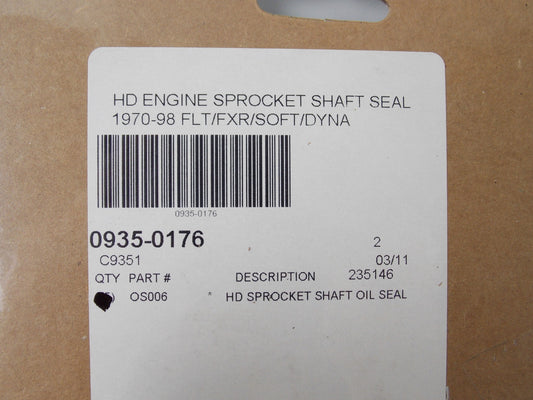 HD ENGINE SPROCKET SHAFT SEAL
1970-98 FLT/FXR/SOFT/DYNA
0935-0176
0935-0176 2
C9351 03/11
QTY PART # DESCRIPTION 235146
OS006 * HD SPROCKET SHAFT OIL SEAL